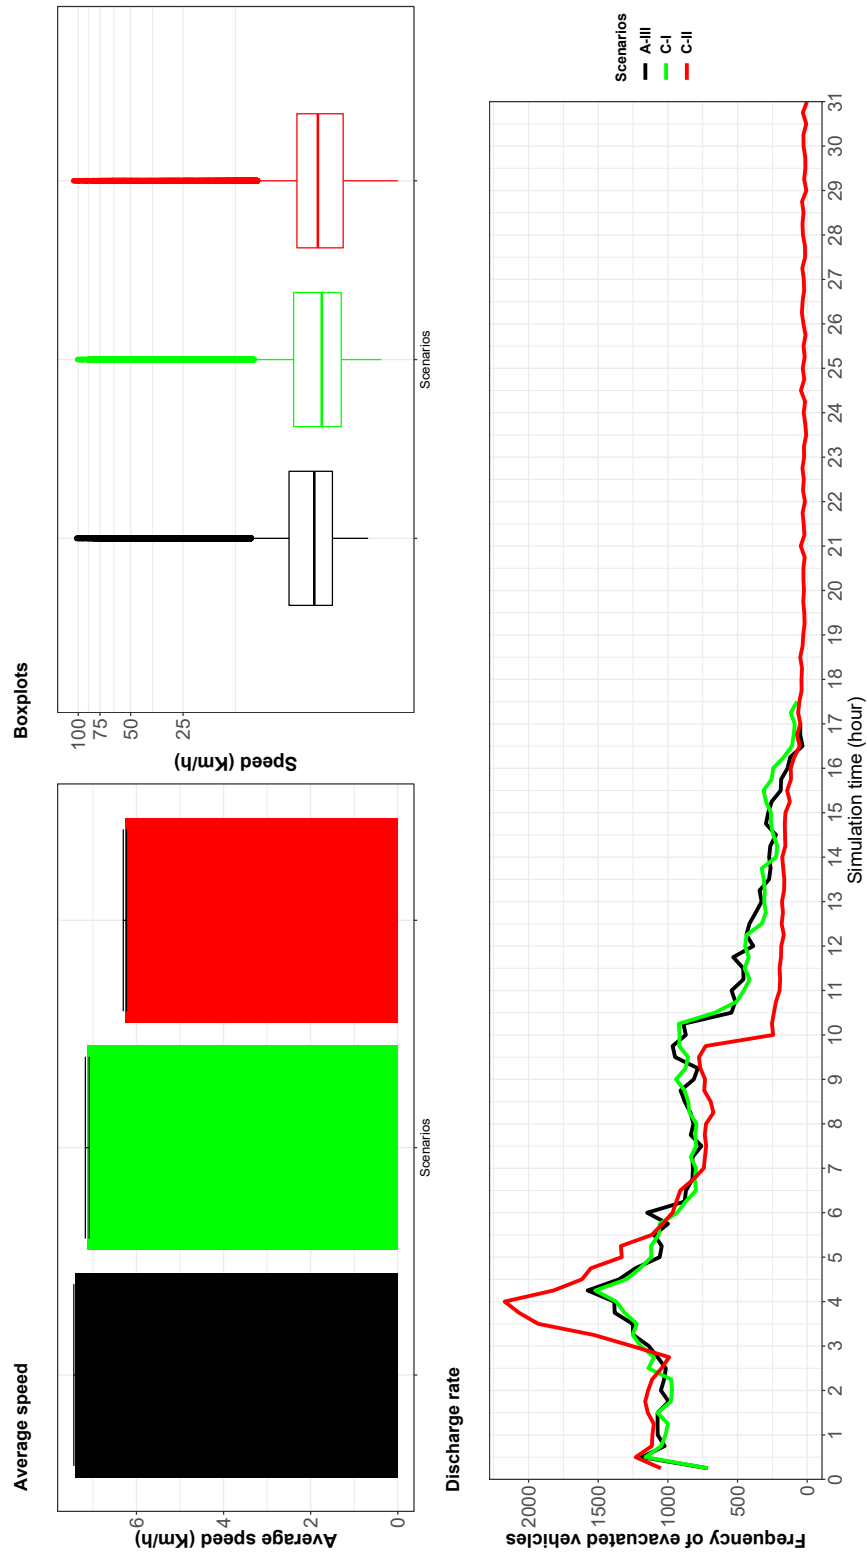 Average speed
Average speed (Km/h)
6
4
2
0
Scenarios
Boxplots
Speed (Km/h)
100
75
50
25
Scenarios
Discharge rate
Frequency of evacuated vehicles
2000
1500
1000
500
0
0 1 2 3 4 5 6 7 8 9 10 11 12 13 14 15 16 17 18 19 20 21 22 23 24 25 26 27 28 29 30 31
Simulation time (hour)
Scenarios
A-III
C-I
C-II